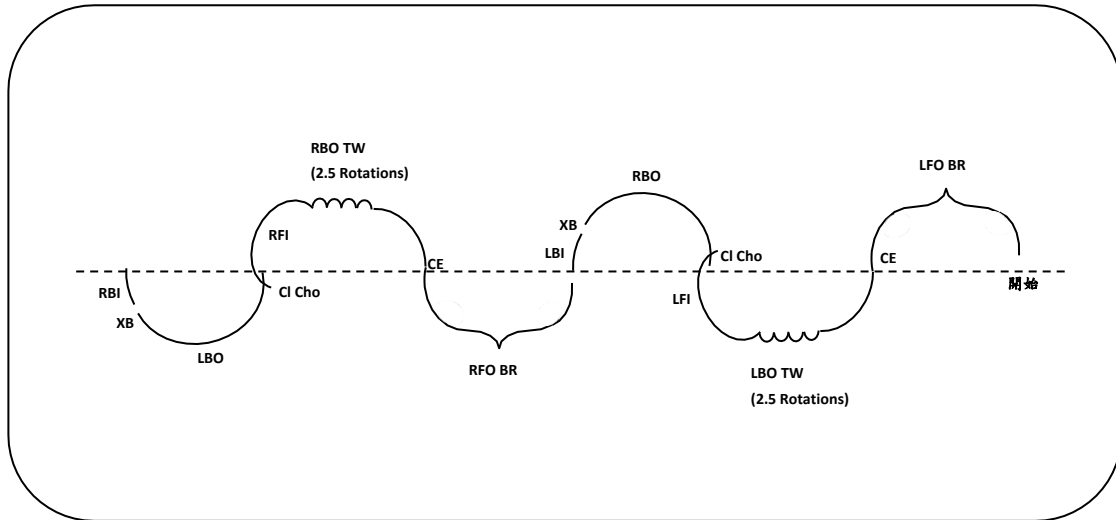 RBO TW
(2.5 Rotations)
RBO
LFO BR
XB
RFI
LBI
CE
Cl Cho
CE
開始
RBI
Cl Cho
LFI
XB
LBO
RFO BR
LBO TW
(2.5 Rotations)